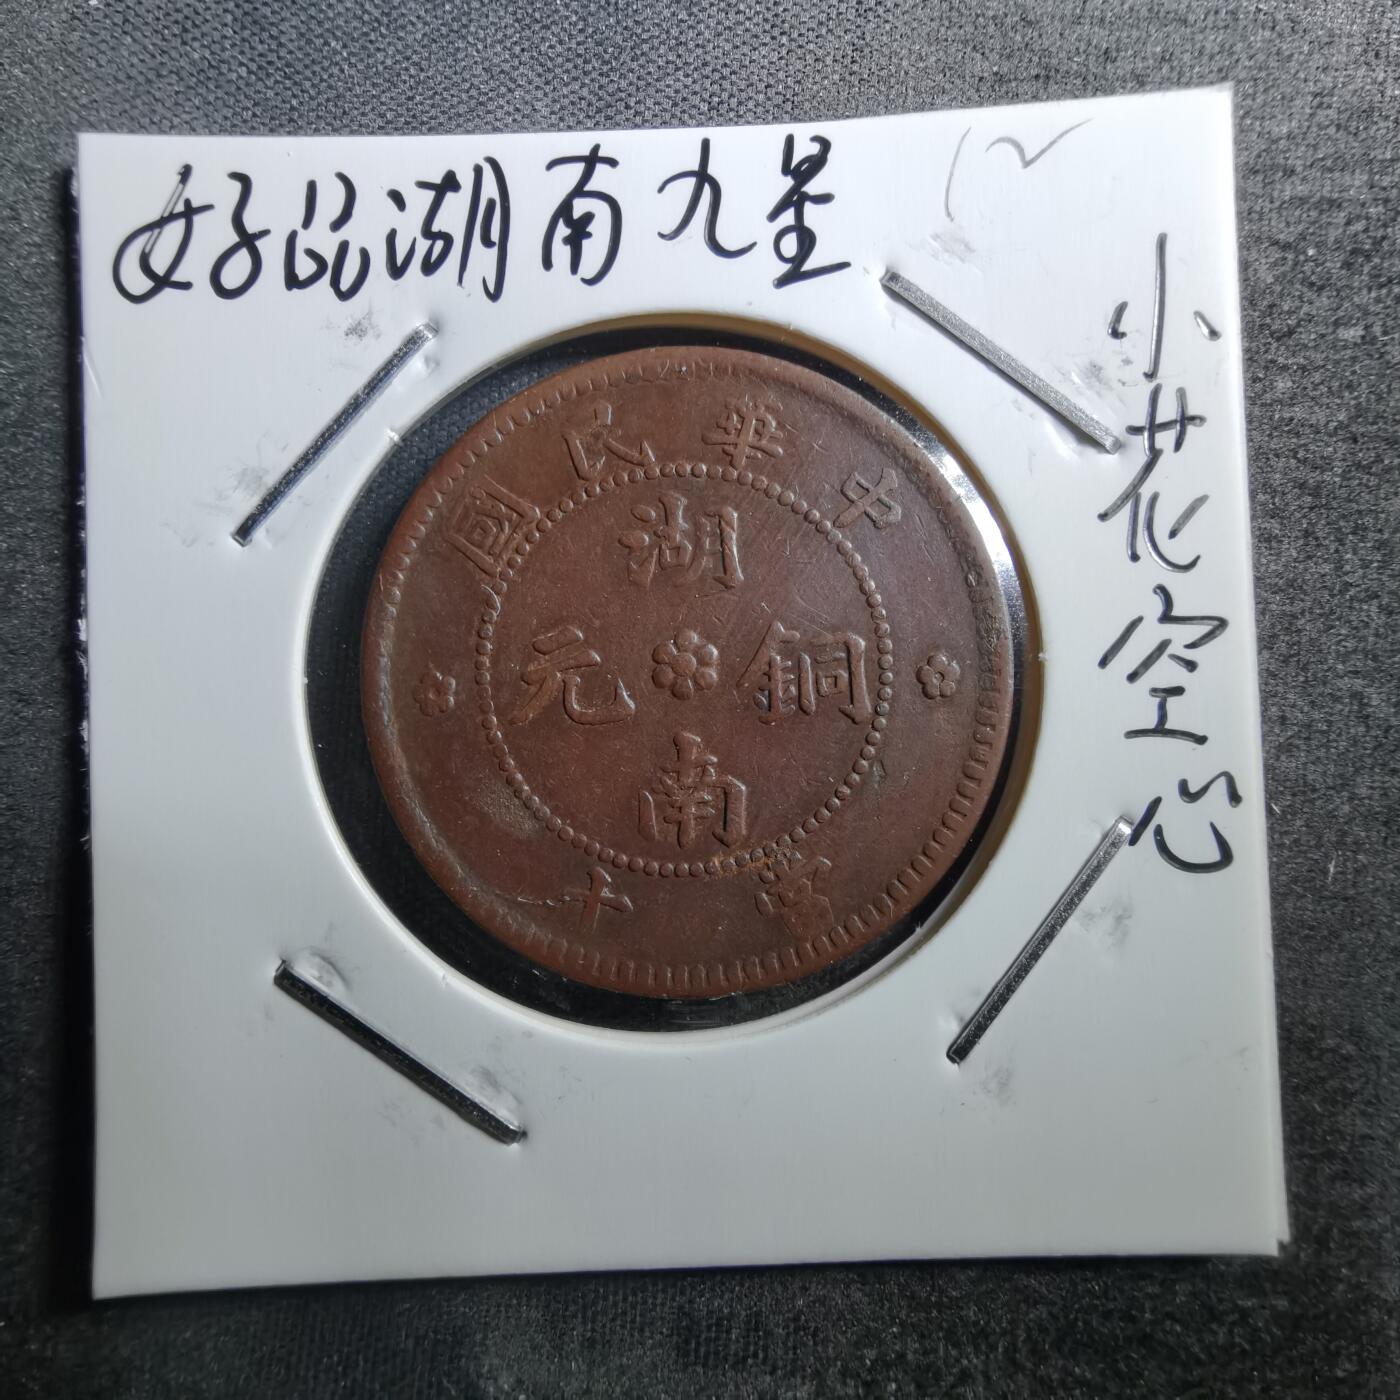 好品湖南九星
小花空心
中華民國
湖南
銅元
當十